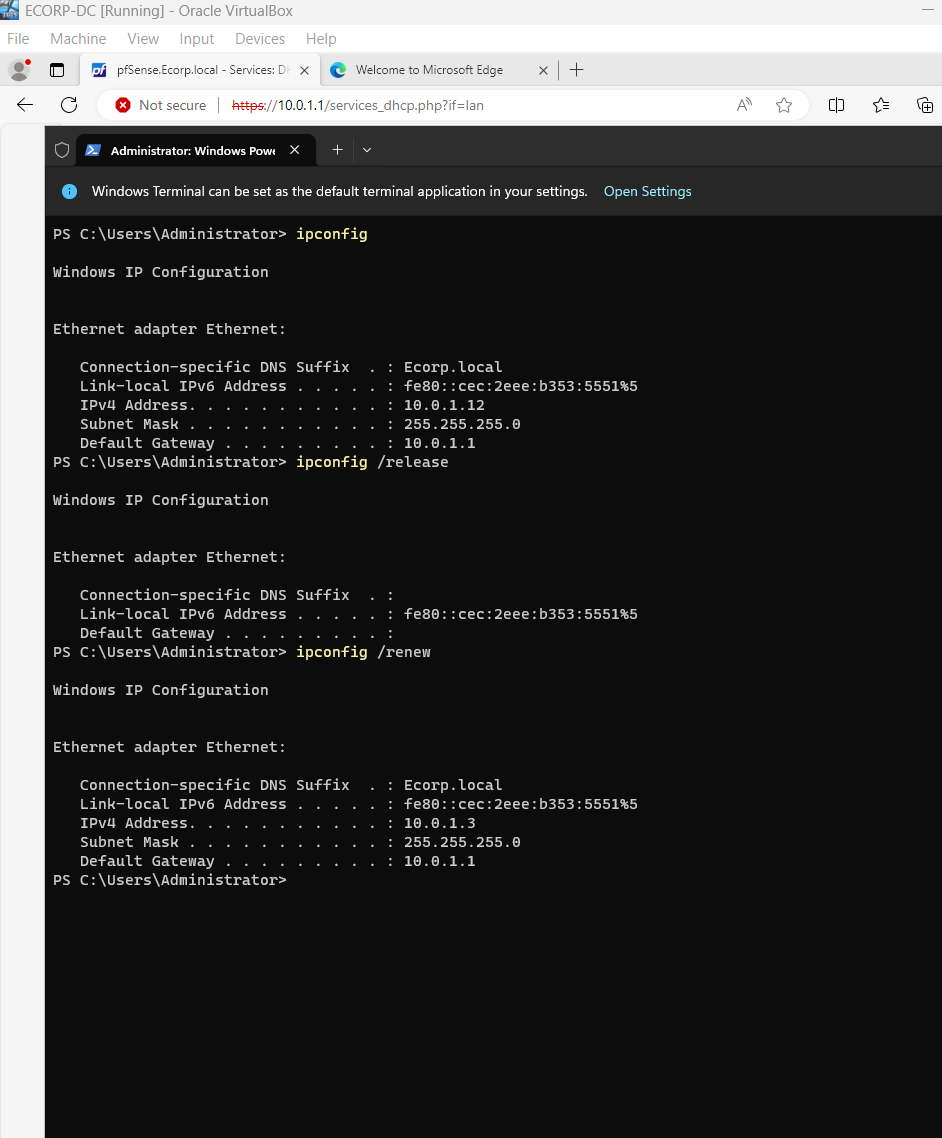 ECORP-DC [Running] - Oracle VirtualBox
File Machine View Input Devices Help
pfSense.Ecorp.local - Services: DH
Welcome to Microsoft Edge
Not secure | https://10.0.1.1/services_dhcp.php?if=lan
Administrator: Windows Powe
Windows Terminal can be set as the default terminal application in your settings. Open Settings
PS C:\Users\Administrator> ipconfig
Windows IP Configuration
Ethernet adapter Ethernet:
Connection-specific DNS Suffix . : Ecorp.local
Link-local IPv6 Address . . . . . : fe80::cec:2eee:b353:5551%5
IPv4 Address. . . . . . . . . . . : 10.0.1.12
Subnet Mask . . . . . . . . . . . : 255.255.255.0
Default Gateway . . . . . . . . . : 10.0.1.1
PS C:\Users\Administrator> ipconfig /release
Windows IP Configuration
Ethernet adapter Ethernet:
Connection-specific DNS Suffix . :
Link-local IPv6 Address . . . . . : fe80::cec:2eee:b353:5551%5
Default Gateway . . . . . . . . . :
PS C:\Users\Administrator> ipconfig /renew
Windows IP Configuration
Ethernet adapter Ethernet:
Connection-specific DNS Suffix . : Ecorp.local
Link-local IPv6 Address . . . . . : fe80::cec:2eee:b353:5551%5
IPv4 Address. . . . . . . . . . . : 10.0.1.3
Subnet Mask . . . . . . . . . . . : 255.255.255.0
Default Gateway . . . . . . . . . : 10.0.1.1
PS C:\Users\Administrator>